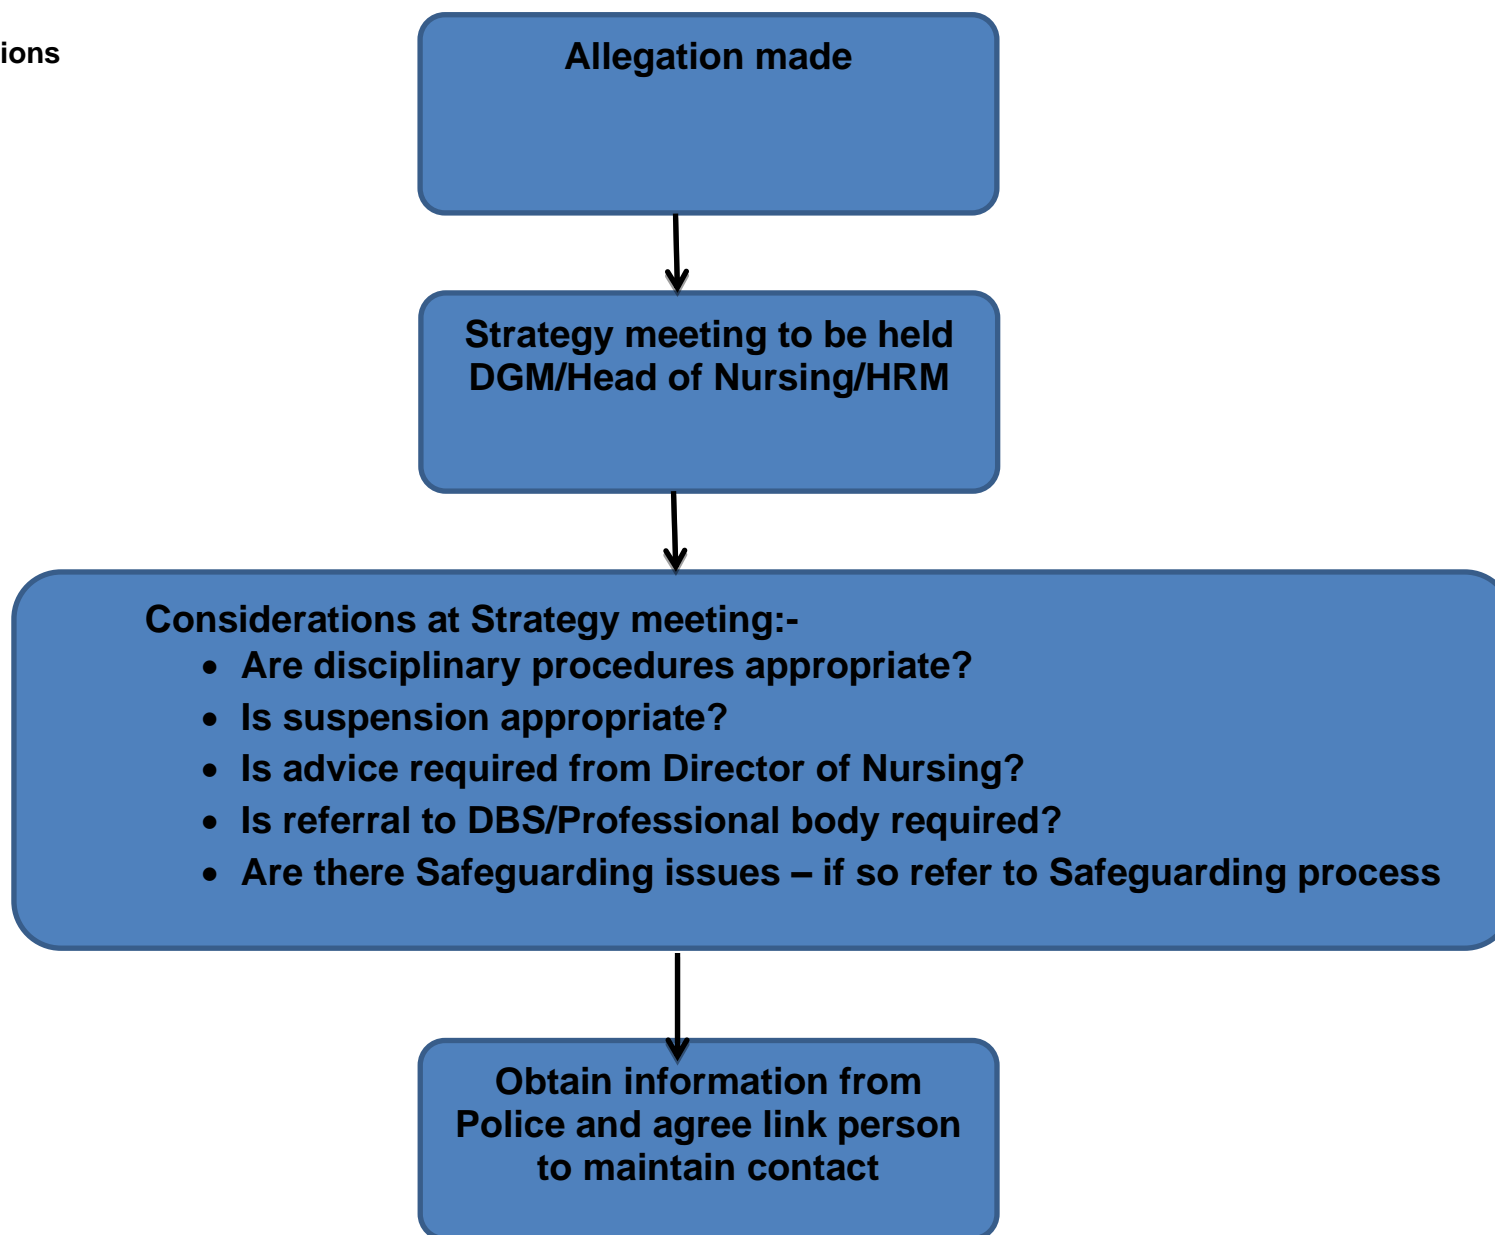 ions
Allegation made
Strategy meeting to be held
DGM/Head of Nursing/HRM
Considerations at Strategy meeting:-
• Are disciplinary procedures appropriate?
• Is suspension appropriate?
• Is advice required from Director of Nursing?
• Is referral to DBS/Professional body required?
• Are there Safeguarding issues – if so refer to Safeguarding process
Obtain information from
Police and agree link person
to maintain contact